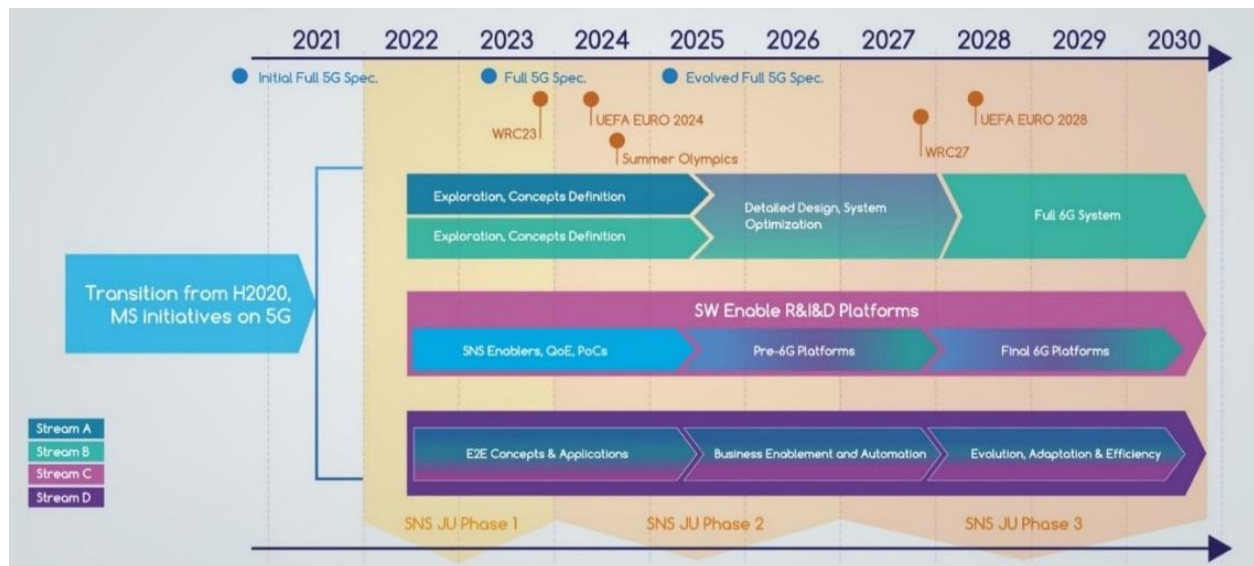 2021 2022 2023 2024 2025 2026 2027 2028 2029 2030
Initial Full 5G Spec. Full 5G Spec. Evolved Full 5G Spec.
WRC23
UEFA EURO 2024
Summer Olympics
WRC27
UEFA EURO 2028
Exploration, Concepts Definition
Exploration, Concepts Definition
Detailed Design, System
Optimization
Full 6G System
Transition from H2020,
MS initiatives on 5G
SW Enable R&I&D Platforms
SNS Enablers, QoE, PoCs
Pre-6G Platforms
Final 6G Platforms
Stream A
Stream B
Stream C
Stream D
E2E Concepts & Applications
Business Enablement and Automation
Evolution, Adaptation & Efficiency
SNS JU Phase 1
SNS JU Phase 2
SNS JU Phase 3